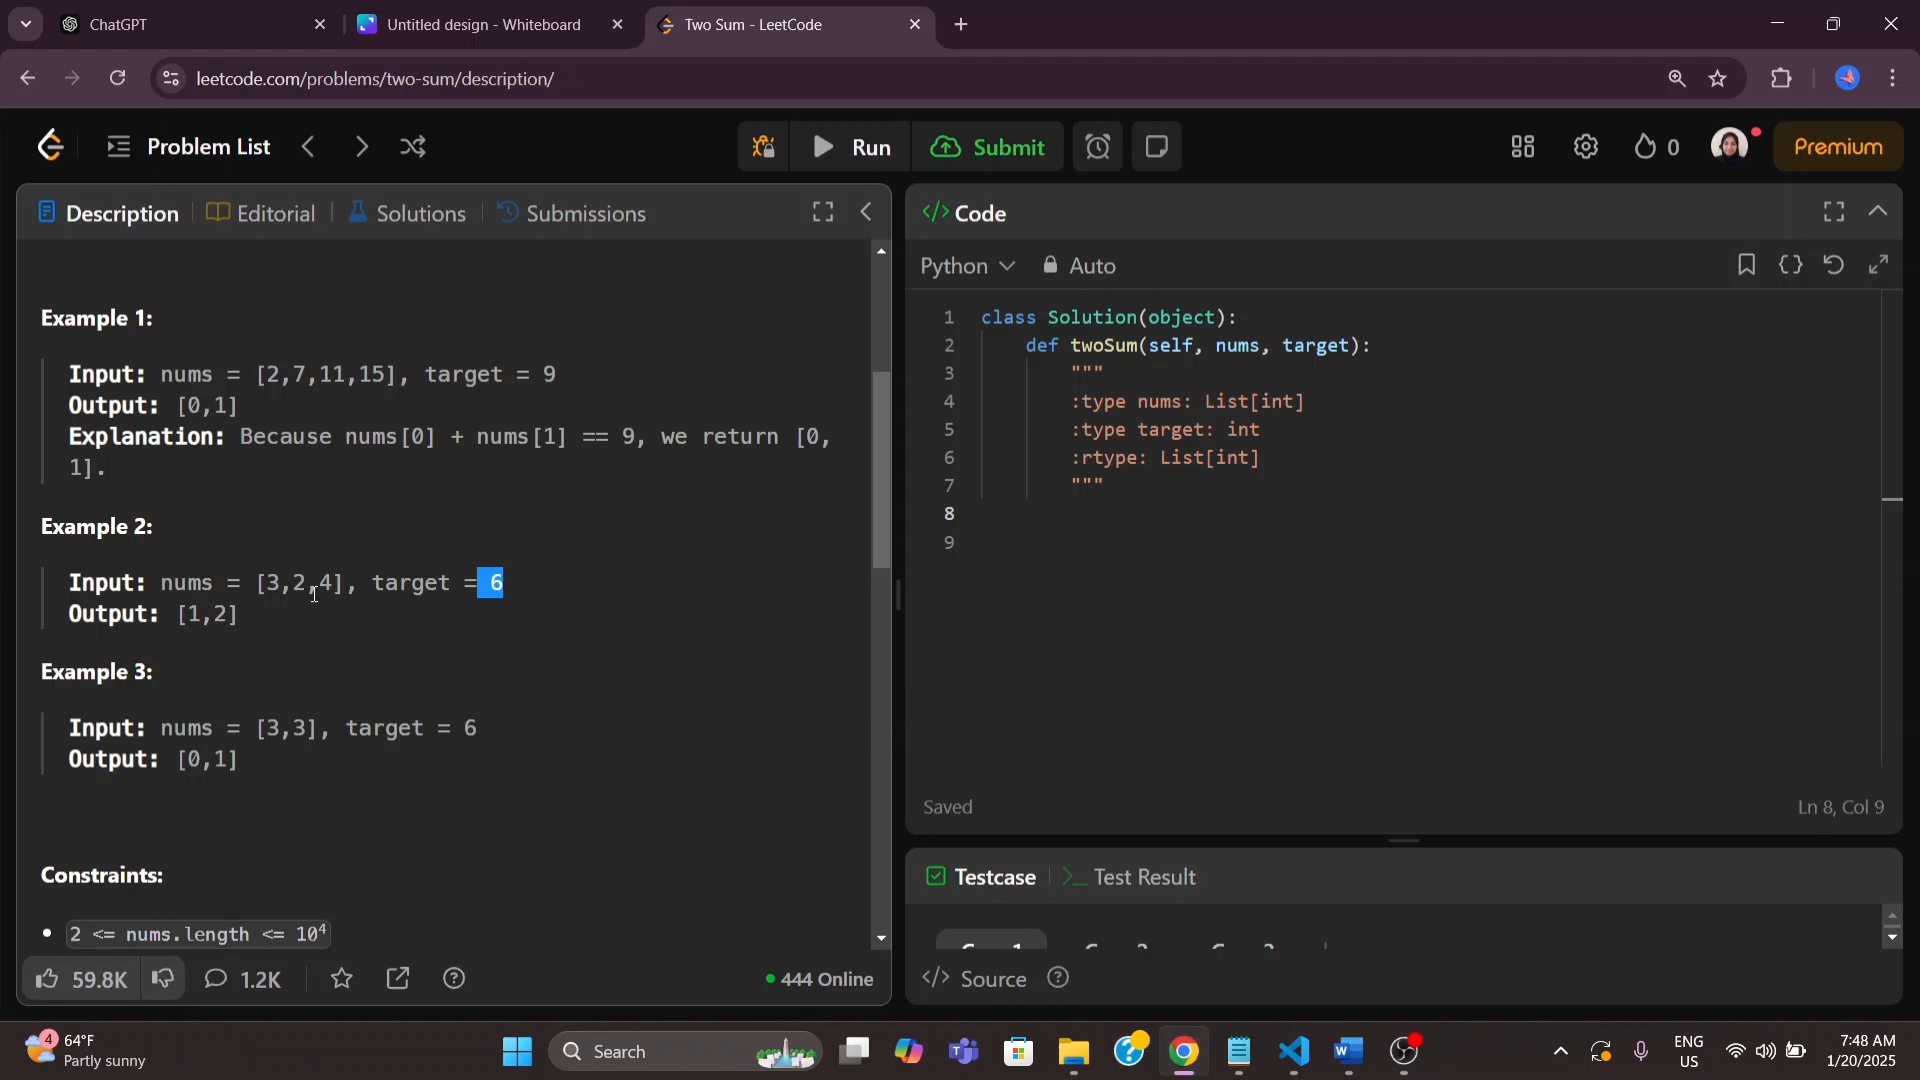 ChatGPT
Untitled design - Whiteboard
Two Sum - LeetCode
leetcode.com/problems/two-sum/description/
Problem List
Run
Submit
0
Premium
Description
Editorial
Solutions
Submissions
Example 1:
Input: nums = [2,7,11,15], target = 9
Output: [0,1]
Explanation: Because nums[0] + nums[1] == 9, we return [0,
1].
Example 2:
Input: nums = [3,2,4], target = 6
Output: [1,2]
Example 3:
Input: nums = [3,3], target = 6
Output: [0,1]
Constraints:
2 <= nums.length <= 10⁴
59.8K
1.2K
444 Online
</> Code
Python
Auto
1 class Solution(object):
2 def twoSum(self, nums, target):
3 """
4 :type nums: List[int]
5 :type target: int
6 :rtype: List[int]
7 """
8
9
Saved
Ln 8, Col 9
Testcase
>_ Test Result
</> Source
4
64°F
Partly sunny
Search
ENG
US
7:48 AM
1/20/2025